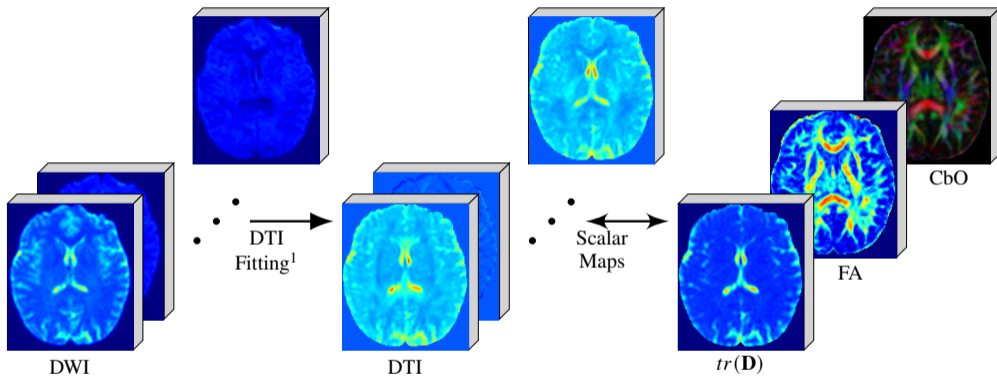 CbO
DTI
Fitting¹
Scalar
Maps
FA
DWI
DTI
tr(D)